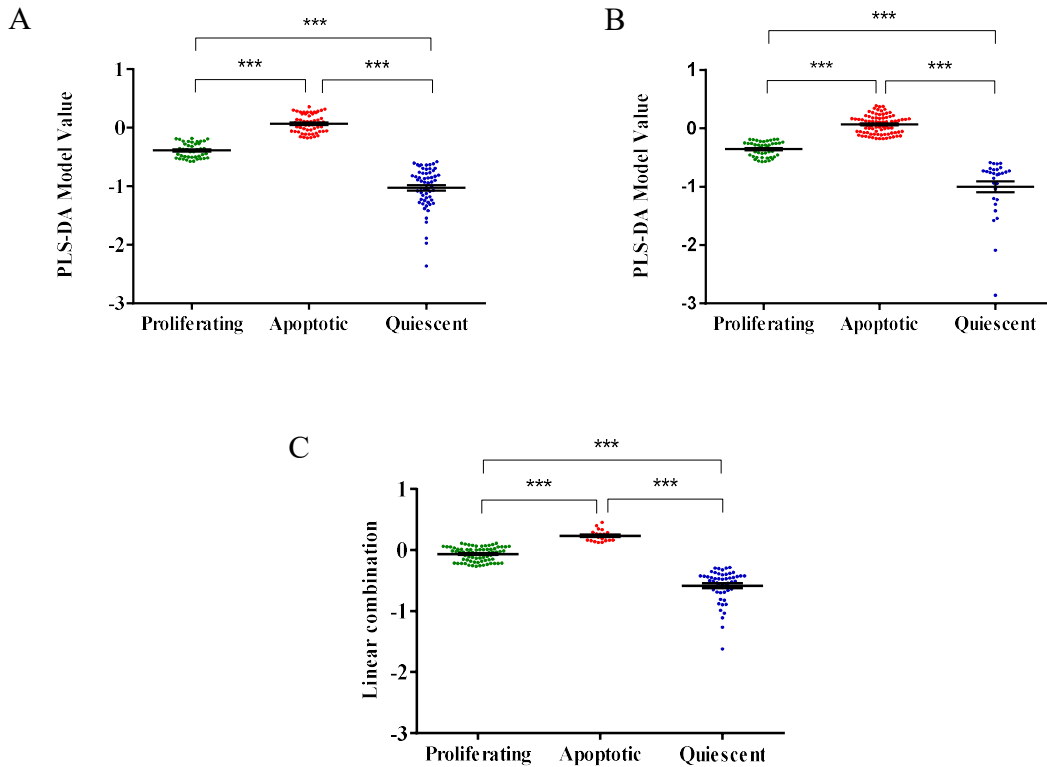 A
***
***
***
PLS-DA Model Value
1
0
-1
-2
-3
Proliferating
Apoptotic
Quiescent
B
***
***
***
PLS-DA Model Value
1
0
-1
-2
-3
Proliferating
Apoptotic
Quiescent
C
***
***
***
Linear combination
1
0
-1
-2
-3
Proliferating
Apoptotic
Quiescent